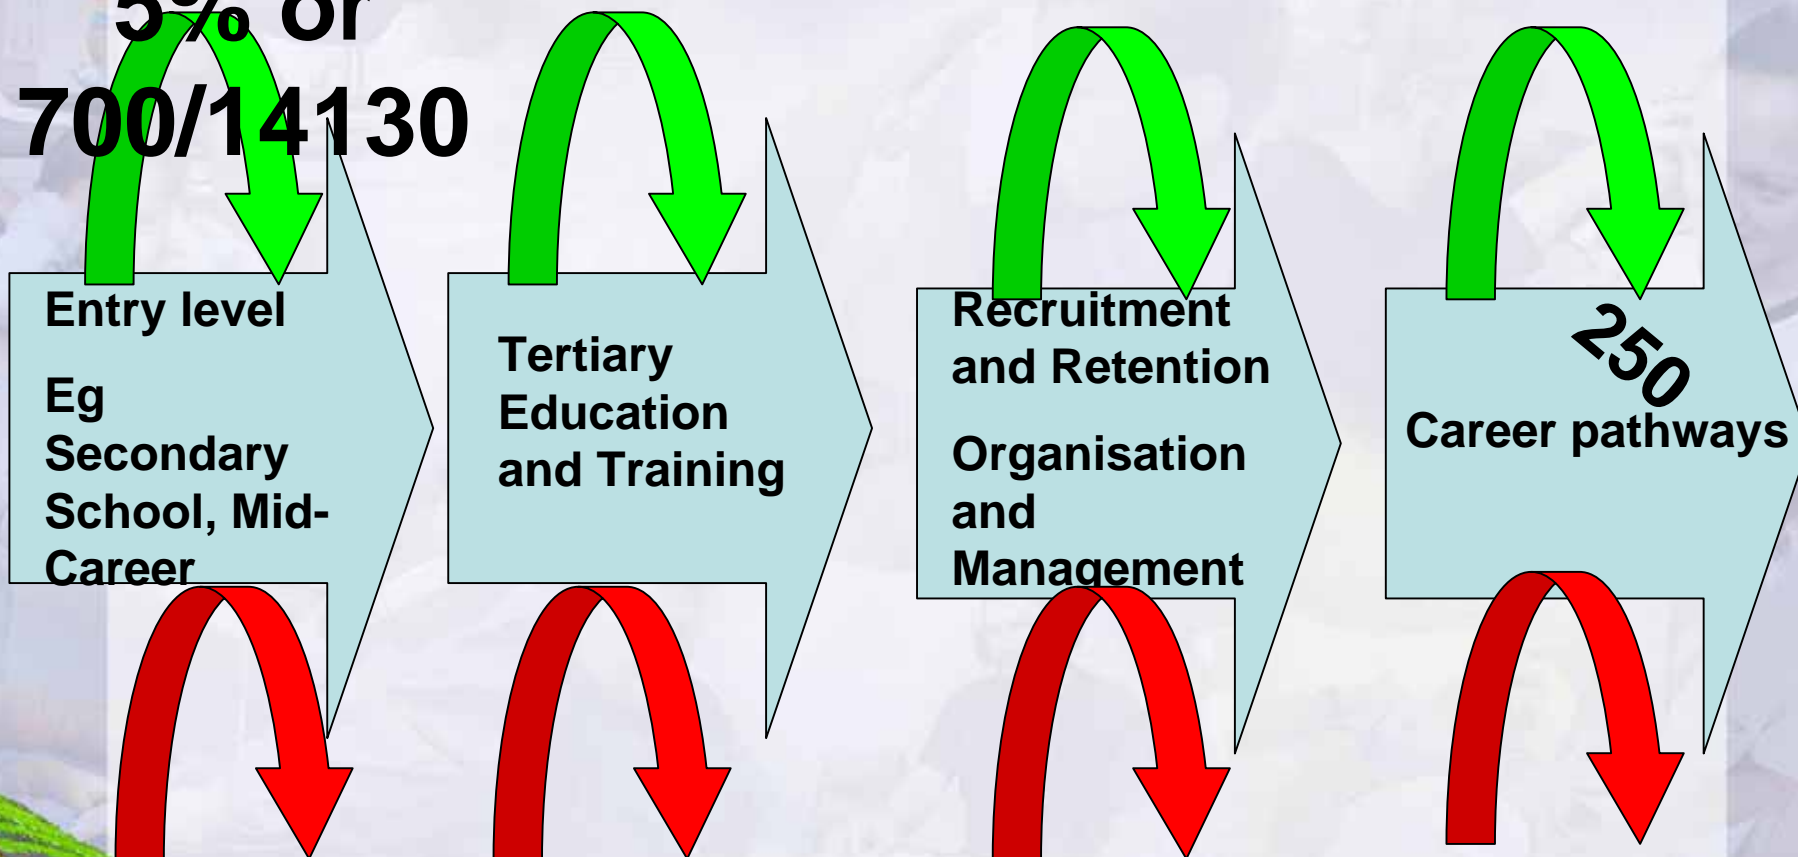 5% or
700/14130
Entry level
Eg
Secondary
School, Mid-
Career
Tertiary
Education
and Training
Recruitment
and Retention
Organisation
and
Management
250
Career pathways